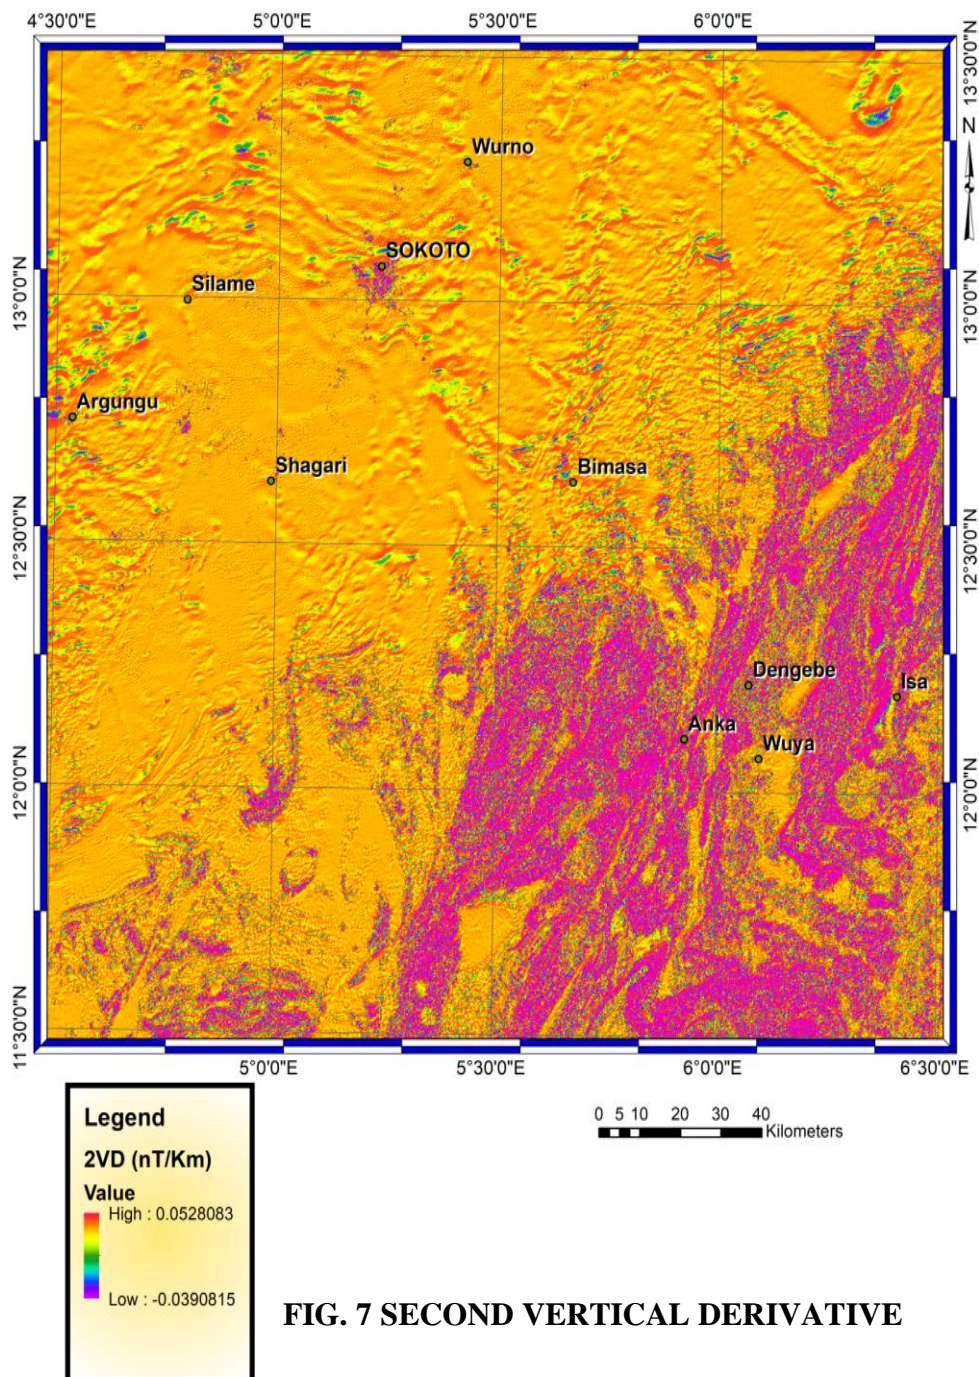 4°30'0"E 5°0'0"E 5°30'0"E 6°0'0"E
13°30'0"N
N
Wurno
SOKOTO
13°0'0"N
Silame
13°0'0"N
Argungu
Shagari
Bimasa
12°30'0"N
12°30'0"N
Dengebe
Isa
Anka
Wuya
12°0'0"N
12°0'0"N
11°30'0"N
5°0'0"E 5°30'0"E 6°0'0"E 6°30'0"E
Legend
2VD (nT/Km)
Value
High : 0.0528083
Low : -0.0390815
0 5 10 20 30 40
Kilometers
FIG. 7 SECOND VERTICAL DERIVATIVE